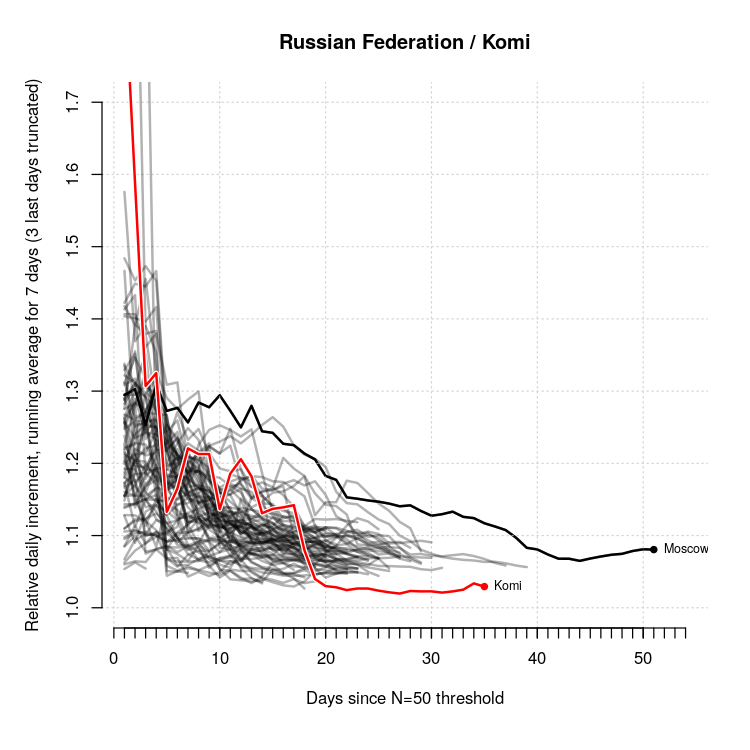 Russian Federation / Komi
Relative daily increment, running average for 7 days (3 last days truncated)
1.7
1.6
1.5
1.4
1.3
1.2
1.1
1.0
Moscow
Komi
0 10 20 30 40 50
Days since N=50 threshold